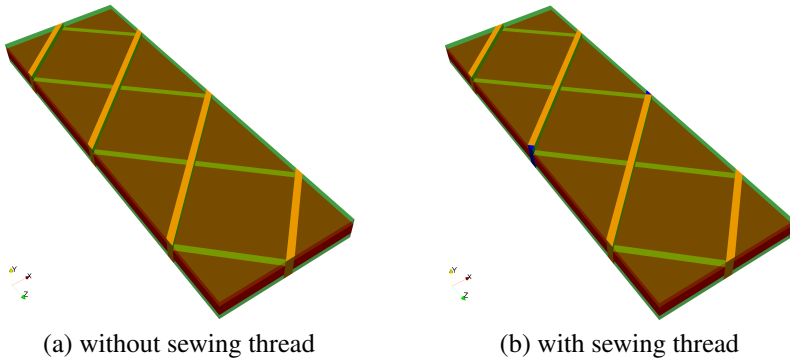 Y X Z
Y X Z
(a) without sewing thread
(b) with sewing thread